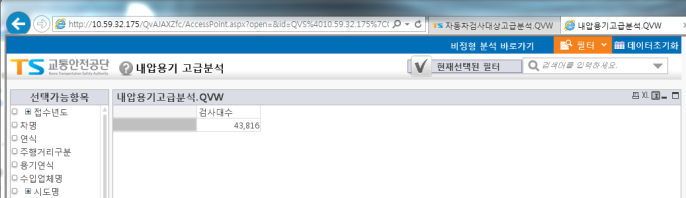 http://10.59.32.175/QvAJAXZfc/AccessPoint.aspx?open=&id=QVS%4010.59.32.175%7C(
자동차검사대상고급분석.QVW
내압용기고급분석.QVW
비정형 분석 바로가기
필터
데이터초기화
TS 교통안전공단
Korea Transportation Safety Authority
내압용기 고급분석
현재선택된 필터
검색대를 입력하세요.
선택가능항목
내압용기고급분석.QVW
XL
접수년도
검사대수
차명
43,816
연식
주행거리구분
용기연식
수입업체명
시도명